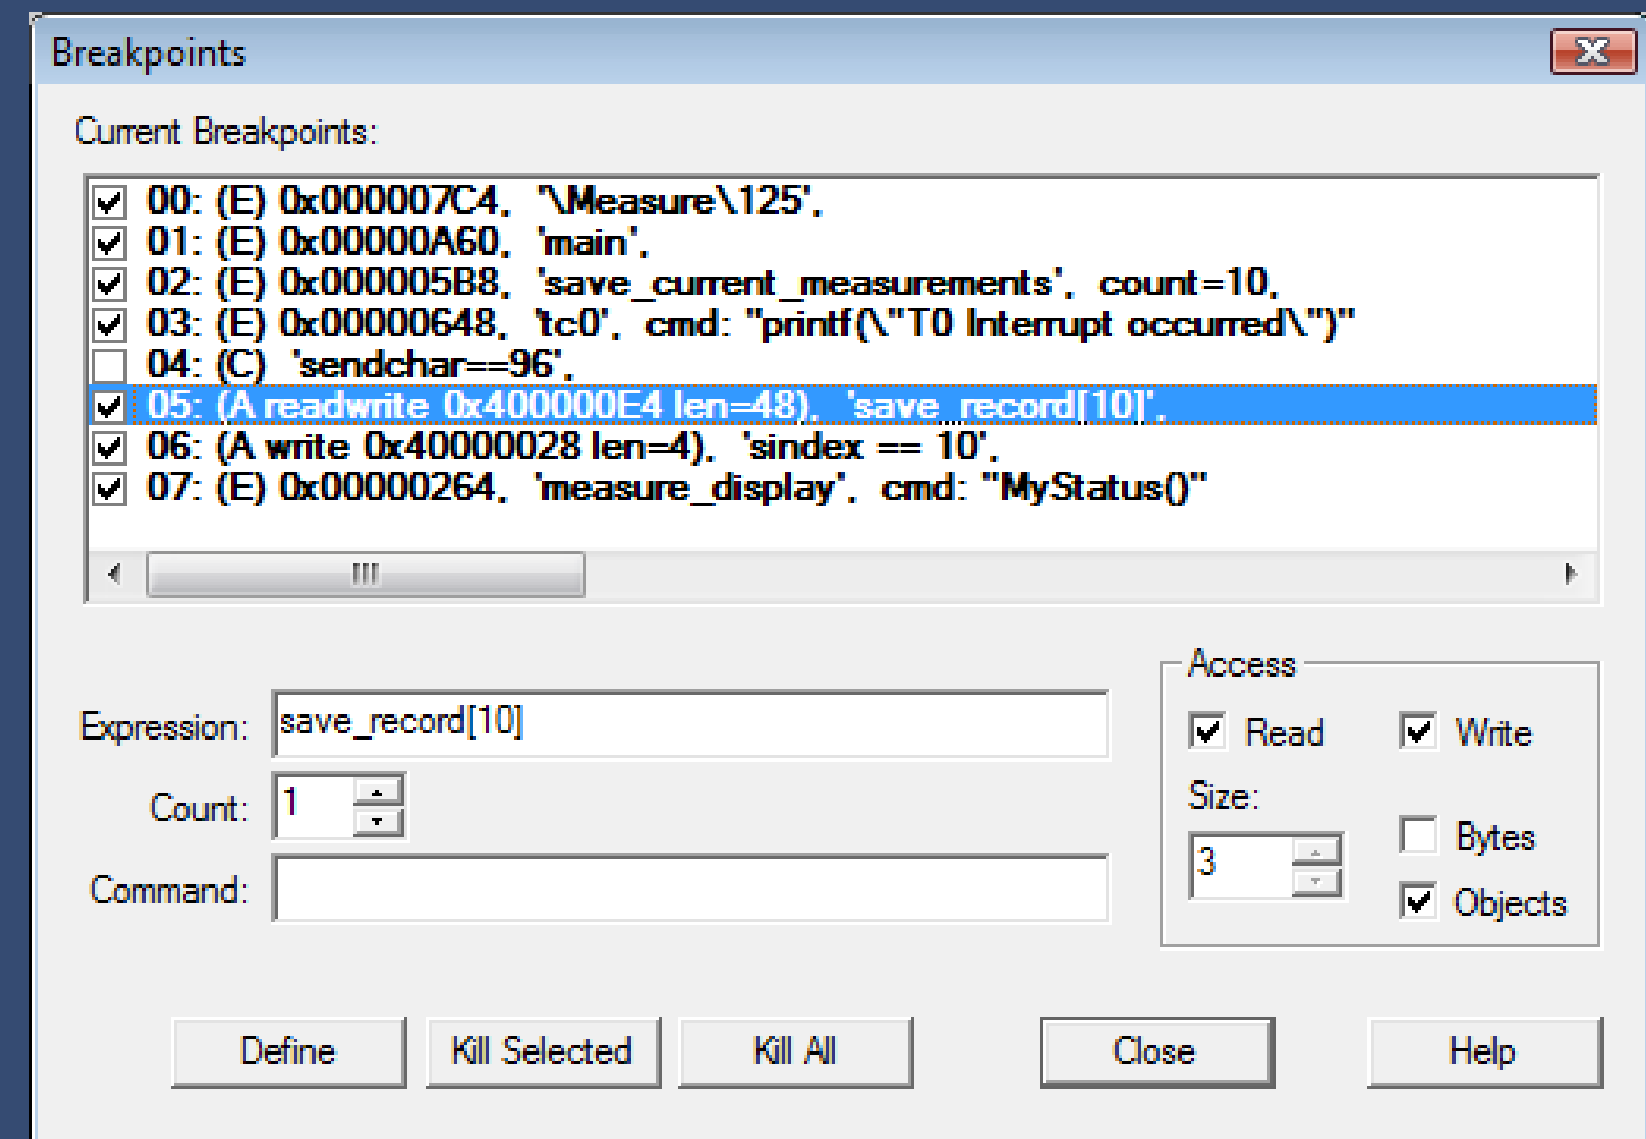 Breakpoints
Current Breakpoints:
00: (E) 0x000007C4, '\Measure\125',
01: (E) 0x00000A60, 'main',
02: (E) 0x000005B8, 'save_current_measurements', count=10,
03: (E) 0x00000648, 'tc0', cmd: "printf(\"T0 Interrupt occurred\")"
04: (C) 'sendchar==96',
05: (A readwrite 0x400000E4 len=48), 'save_record[10]',
06: (A write 0x40000028 len=4), 'sindex == 10',
07: (E) 0x00000264, 'measure_display', cmd: "MyStatus()"
Expression: save_record[10]
Count: 1
Command:
Access
Read Write
Size:
3
Bytes
Objects
Define Kill Selected Kill All Close Help